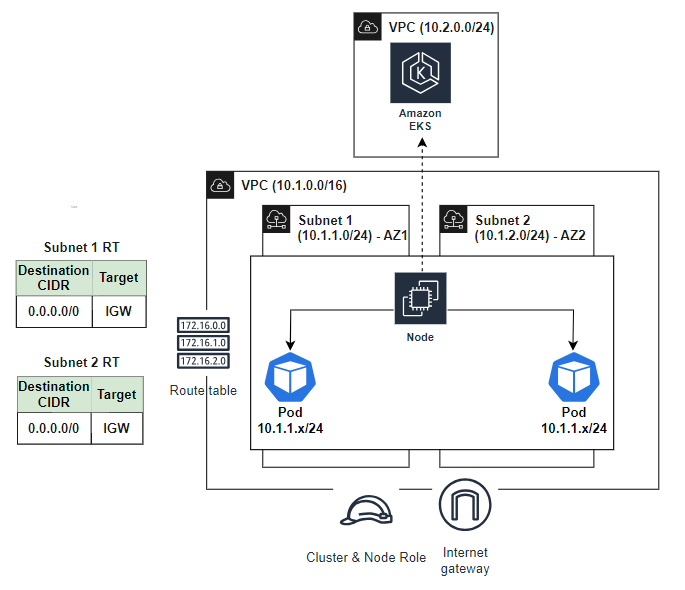 VPC (10.2.0.0/24)
Amazon
EKS
VPC (10.1.0.0/16)
Subnet 1
(10.1.1.0/24) - AZ1
Subnet 2
(10.1.2.0/24) - AZ2
Subnet 1 RT
Destination
CIDR
Target
0.0.0.0/0
IGW
Node
172.16.0.0
172.16.1.0
172.16.2.0
Route table
Subnet 2 RT
Destination
CIDR
Target
0.0.0.0/0
IGW
Pod
10.1.1.x/24
Pod
10.1.1.x/24
Cluster & Node Role
Internet
gateway